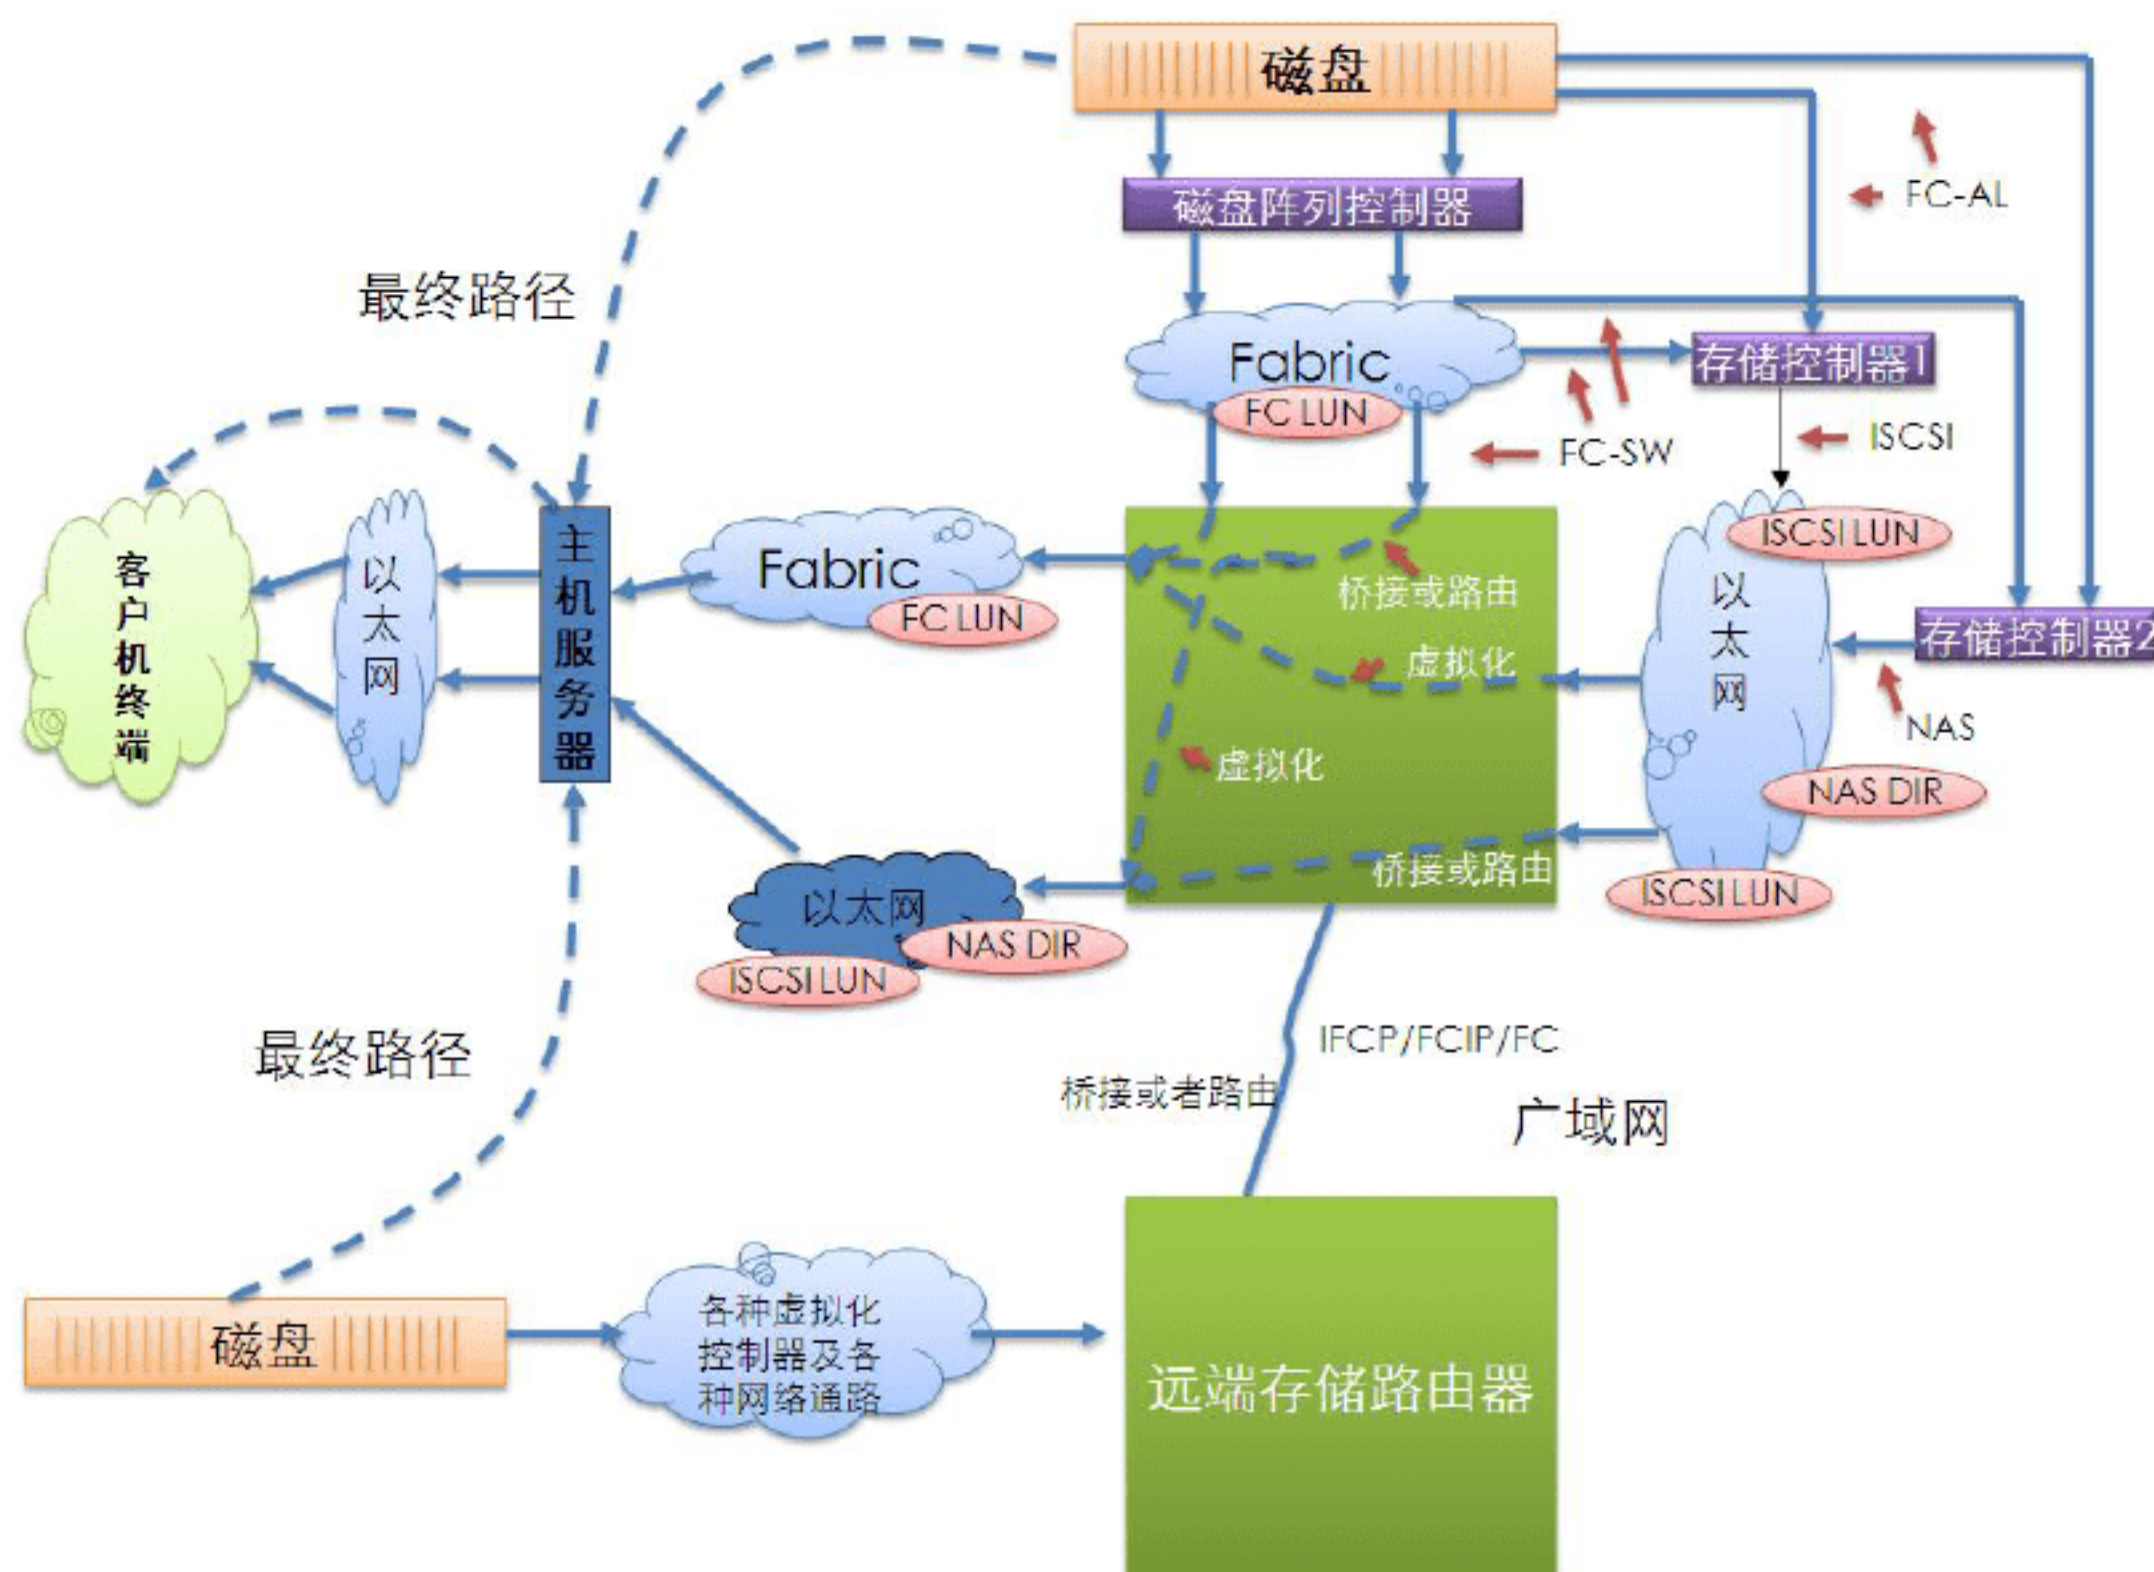 磁盘
磁盘阵列控制器
FC-AL
最终路径
Fabric
FC LUN
存储控制器1
FC-SW
ISCSI
客户机终端
以太网
主机服务器
Fabric
FC LUN
桥接或路由
虚拟化
虚拟化
桥接或路由
ISCSI LUN
以太网
存储控制器2
NAS
NAS DIR
ISCSI LUN
以太网
NAS DIR
ISCSI LUN
最终路径
IFCP/FCIP/FC
桥接或者路由
广域网
磁盘
各种虚拟化
控制器及各
种网络通路
远端存储路由器